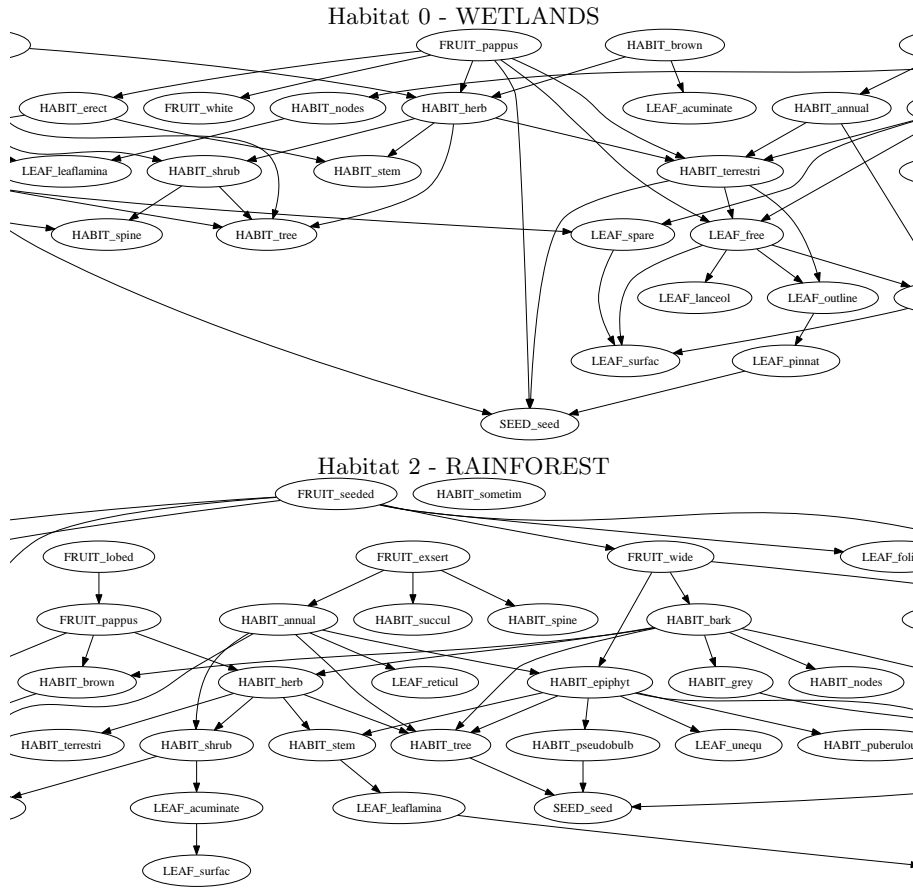 Habitat 0 - WETLANDS
FRUIT_pappus HABIT_brown
HABIT_erect FRUIT_white HABIT_nodes HABIT_herb LEAF_acuminate HABIT_annual
LEAF_leaflamina HABIT_shrub HABIT_stem HABIT_terrestri
HABIT_spine HABIT_tree LEAF_spare LEAF_free
LEAF_lanceol LEAF_outline
LEAF_surfac LEAF_pinnat
SEED_seed
Habitat 2 - RAINFOREST
FRUIT_seeded HABIT_sometim
FRUIT_lobed FRUIT_exsert FRUIT_wide LEAF_foli
FRUIT_pappus HABIT_annual HABIT_succul HABIT_spine HABIT_bark
HABIT_brown HABIT_herb LEAF_reticul HABIT_epiphyt HABIT_grey HABIT_nodes
HABIT_terrestri HABIT_shrub HABIT_stem HABIT_tree HABIT_pseudobulb LEAF_unequ HABIT_puberulou
LEAF_acuminate LEAF_leaflamina SEED_seed
LEAF_surfac